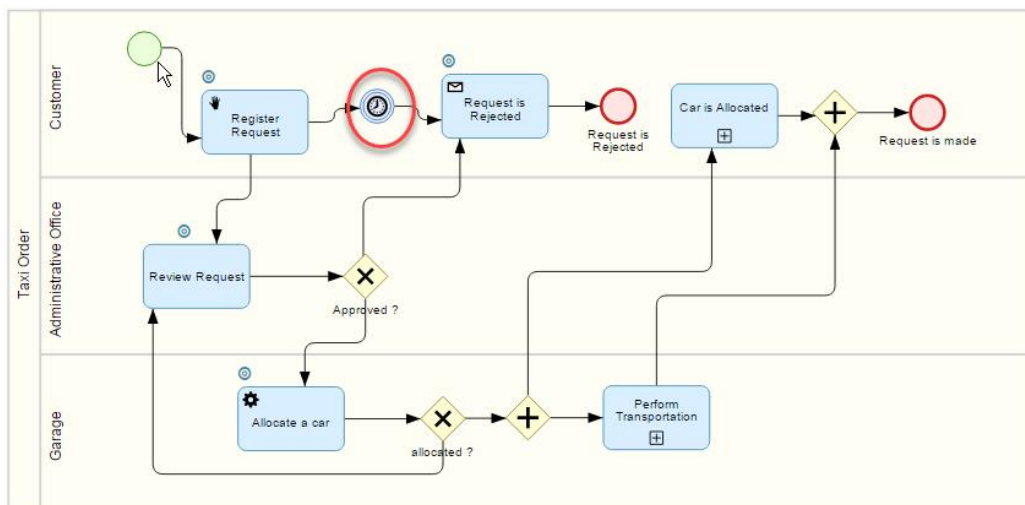 Taxi Order
Customer
Register
Request
Request is
Rejected
Request is
Rejected
Car is Allocated
Request is made
Administrative Office
Review Request
Approved ?
Garage
Allocate a car
allocated ?
Perform
Transportation